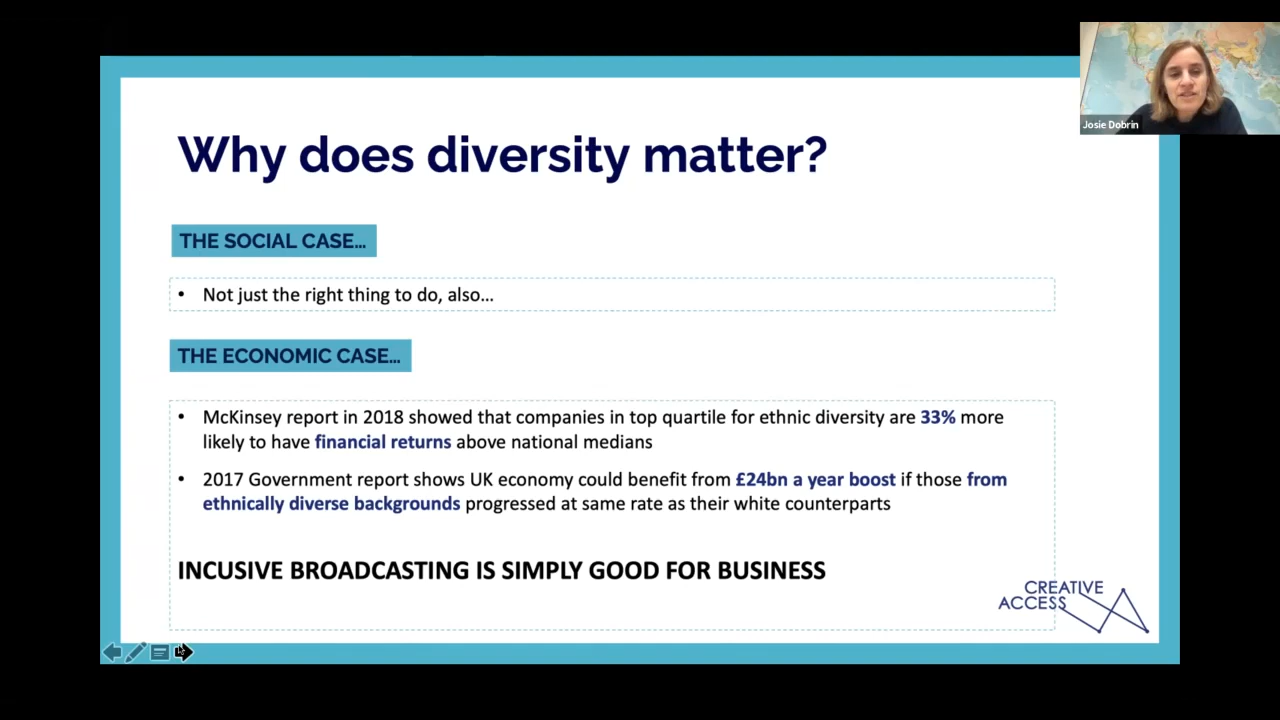 Josie Dobrin
Why does diversity matter?
THE SOCIAL CASE...
• Not just the right thing to do, also...
THE ECONOMIC CASE...
• McKinsey report in 2018 showed that companies in top quartile for ethnic diversity are 33% more
likely to have financial returns above national medians
• 2017 Government report shows UK economy could benefit from £24bn a year boost if those from
ethnically diverse backgrounds progressed at same rate as their white counterparts
INCUSIVE BROADCASTING IS SIMPLY GOOD FOR BUSINESS
CREATIVE
ACCESS